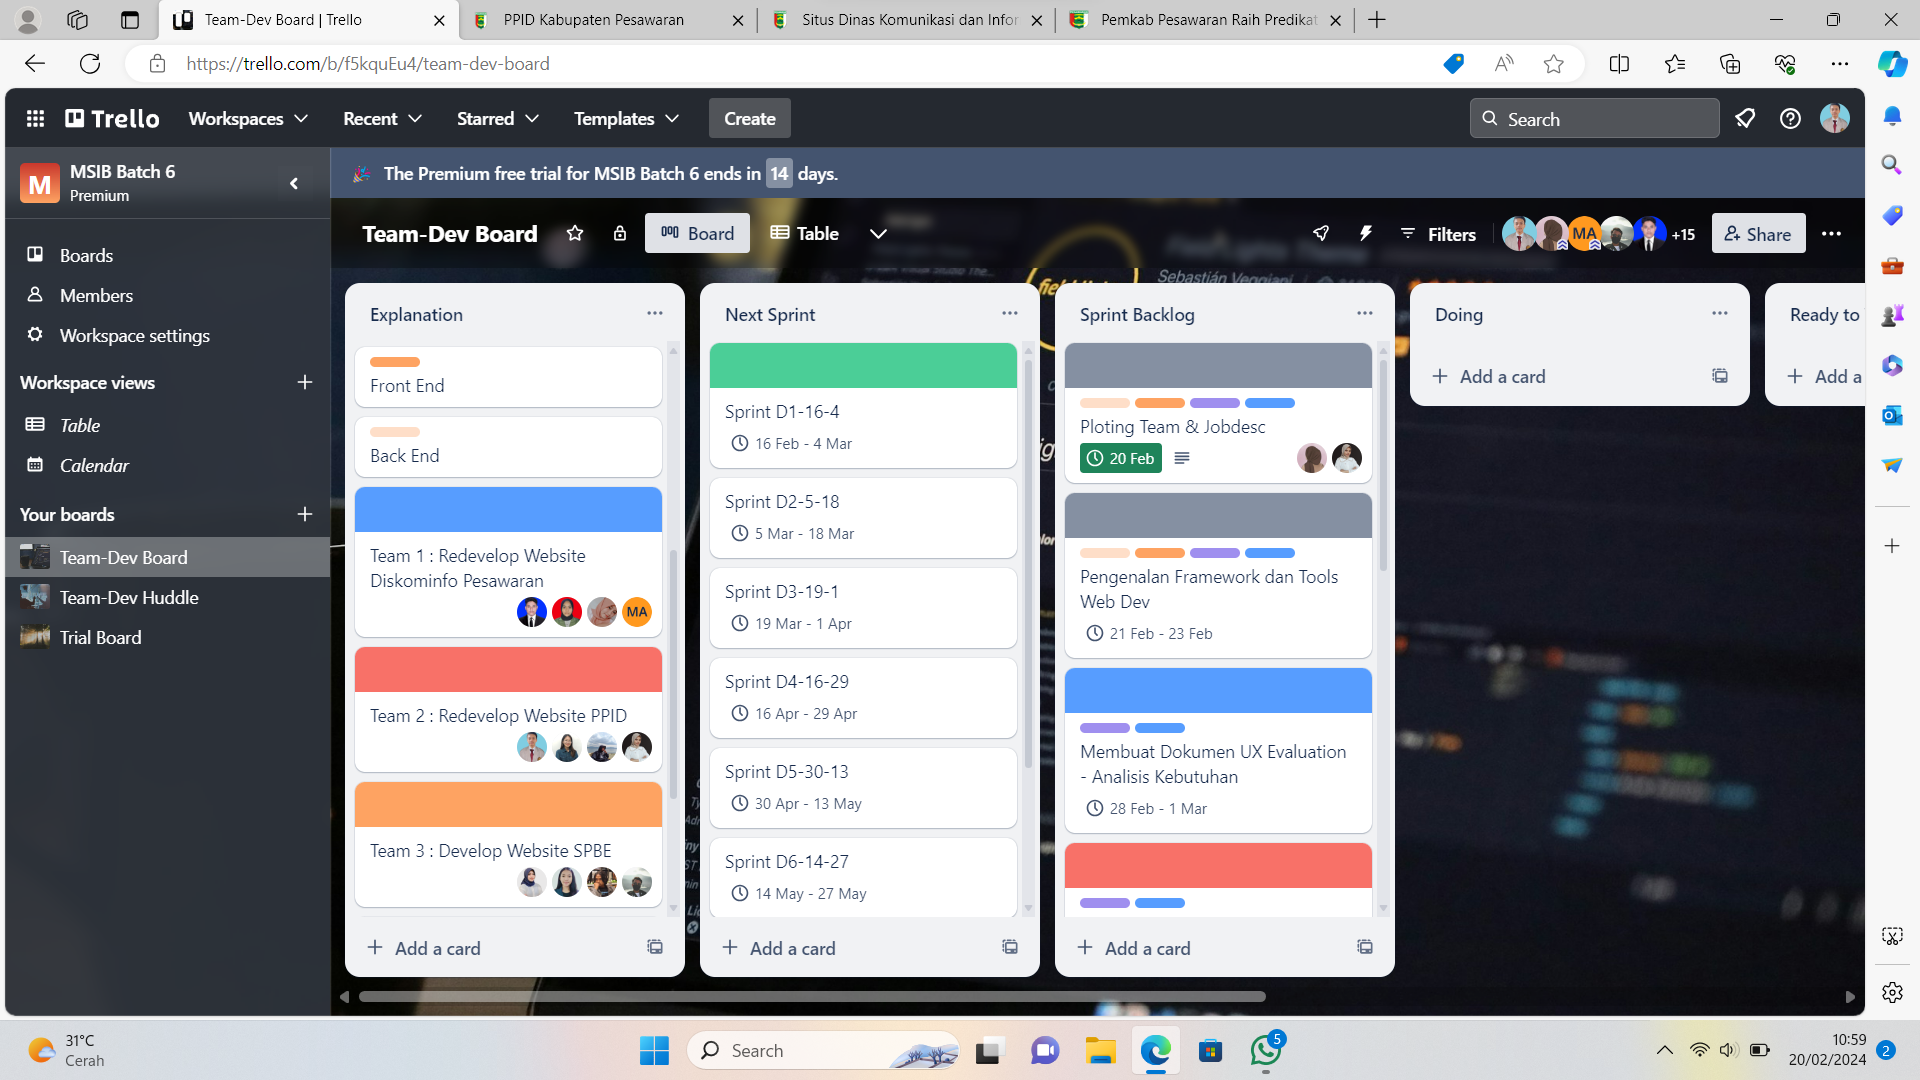 Team-Dev Board | Trello
PPID Kabupaten Pesawaran
Situs Dinas Komunikasi dan Infor
Pemkab Pesawaran Raih Predikat
https://trello.com/b/f5kquEu4/team-dev-board
Trello
Workspaces
Recent
Starred
Templates
Create
Search
M
MSIB Batch 6
Premium
The Premium free trial for MSIB Batch 6 ends in 14 days.
Team-Dev Board
Board
Table
Filters
MA
+15
Share
Boards
Members
Workspace settings
Workspace views
Table
Calendar
Your boards
Team-Dev Board
Team-Dev Huddle
Trial Board
Sebastián Veggiani
Explanation
Front End
Back End
Team 1 : Redevelop Website
Diskominfo Pesawaran
MA
Team 2 : Redevelop Website PPID
Team 3 : Develop Website SPBE
Add a card
Next Sprint
Sprint D1-16-4
16 Feb - 4 Mar
Sprint D2-5-18
5 Mar - 18 Mar
Sprint D3-19-1
19 Mar - 1 Apr
Sprint D4-16-29
16 Apr - 29 Apr
Sprint D5-30-13
30 Apr - 13 May
Sprint D6-14-27
14 May - 27 May
Add a card
Sprint Backlog
Ploting Team & Jobdesc
20 Feb
Pengenalan Framework dan Tools
Web Dev
21 Feb - 23 Feb
Membuat Dokumen UX Evaluation
- Analisis Kebutuhan
28 Feb - 1 Mar
Add a card
Doing
Add a card
Ready to
Add a
31°C
Cerah
Search
5
10:59
20/02/2024
2